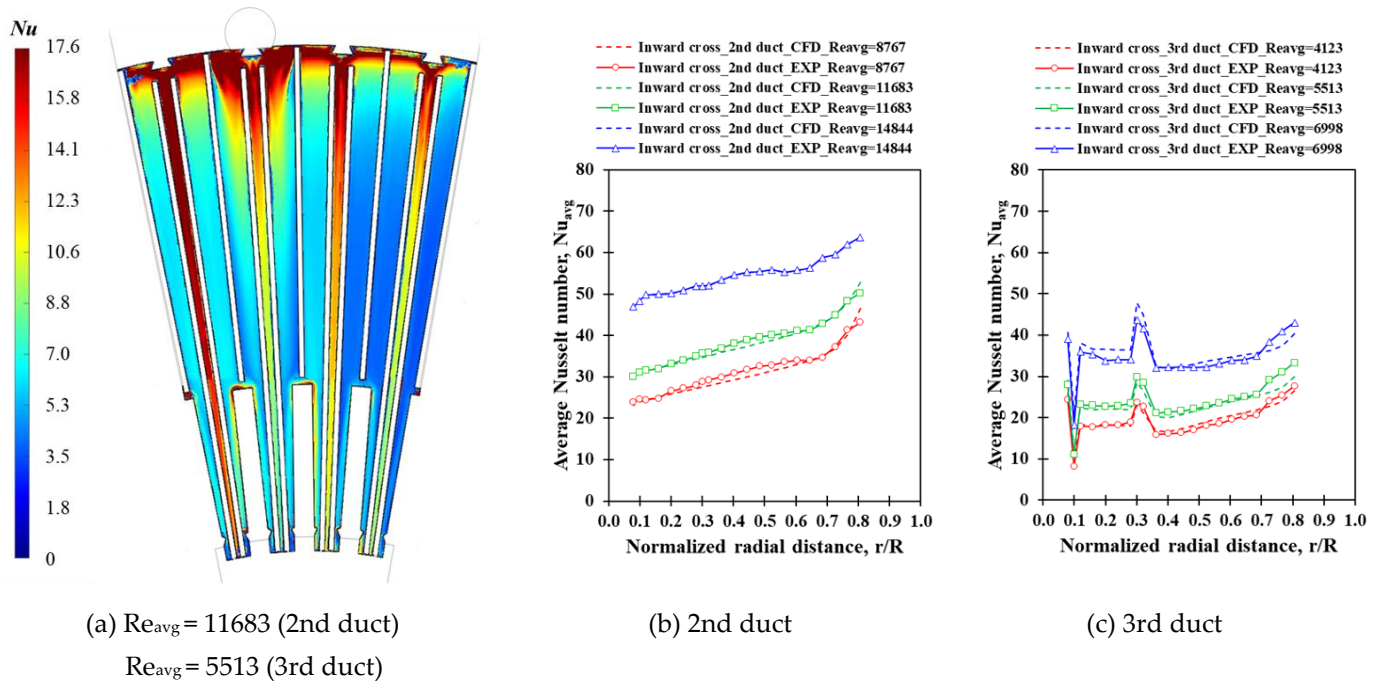 Nu
17.6
15.8
14.1
12.3
10.6
8.8
7.0
5.3
3.5
1.8
0
Inward cross_2nd duct_CFD_Reavg=8767
Inward cross_2nd duct_EXP_Reavg=8767
Inward cross_2nd duct_CFD_Reavg=11683
Inward cross_2nd duct_EXP_Reavg=11683
Inward cross_2nd duct_CFD_Reavg=14844
Inward cross_2nd duct_EXP_Reavg=14844
Average Nusselt number, Nuavg
80
70
60
50
40
30
20
10
0
0.0 0.1 0.2 0.3 0.4 0.5 0.6 0.7 0.8 0.9 1.0
Normalized radial distance, r/R
Inward cross_3rd duct_CFD_Reavg=4123
Inward cross_3rd duct_EXP_Reavg=4123
Inward cross_3rd duct_CFD_Reavg=5513
Inward cross_3rd duct_EXP_Reavg=5513
Inward cross_3rd duct_CFD_Reavg=6998
Inward cross_3rd duct_EXP_Reavg=6998
Average Nusselt number, Nuavg
80
70
60
50
40
30
20
10
0
0.0 0.1 0.2 0.3 0.4 0.5 0.6 0.7 0.8 0.9 1.0
Normalized radial distance, r/R
(a) Reavg = 11683 (2nd duct)
Reavg = 5513 (3rd duct)
(b) 2nd duct
(c) 3rd duct